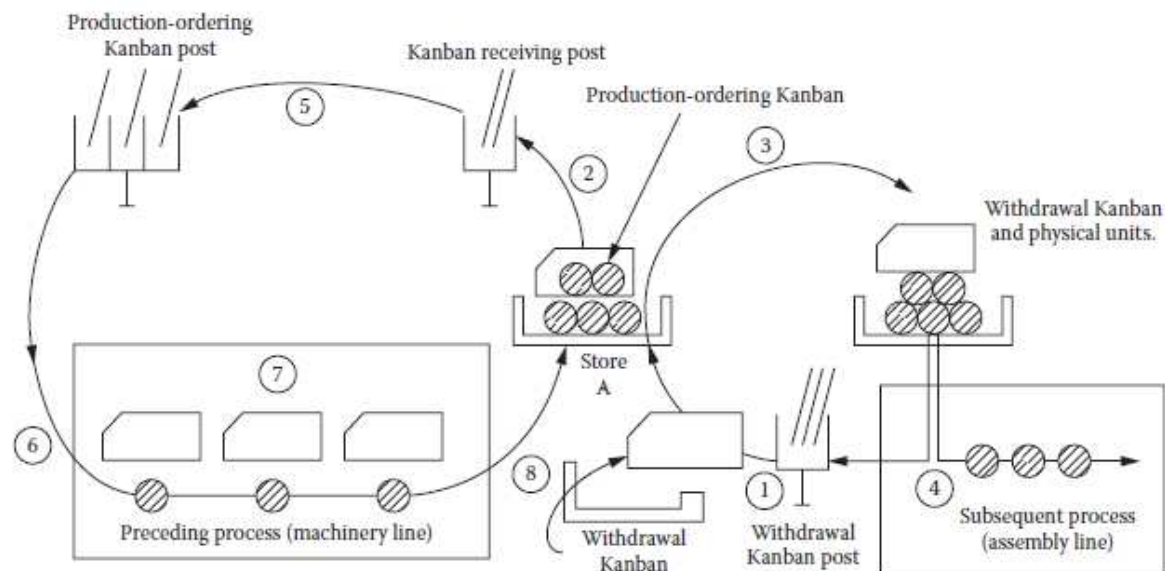 Production-ordering
Kanban post
Kanban receiving post
5
Production-ordering Kanban
3
2
Withdrawal Kanban
and physical units.
Store
A
7
6
8
1
4
Preceding process (machinery line)
Withdrawal
Kanban
Withdrawal
Kanban post
Subsequent process
(assembly line)